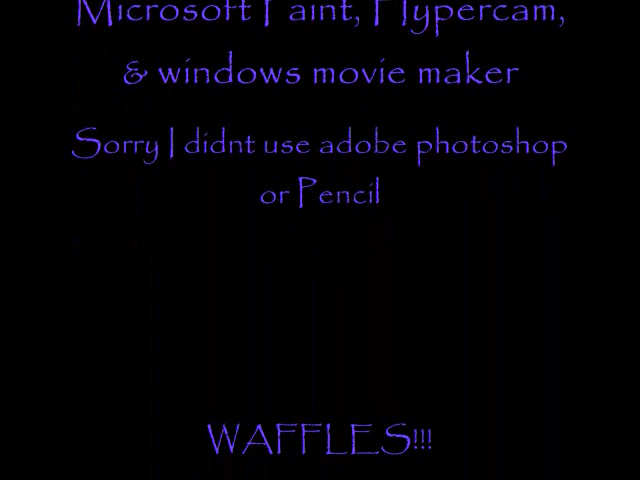 Microsoft Paint, Hypercam,
& windows movie maker
Sorry I didnt use adobe photoshop
or Pencil
WAFFLES!!!